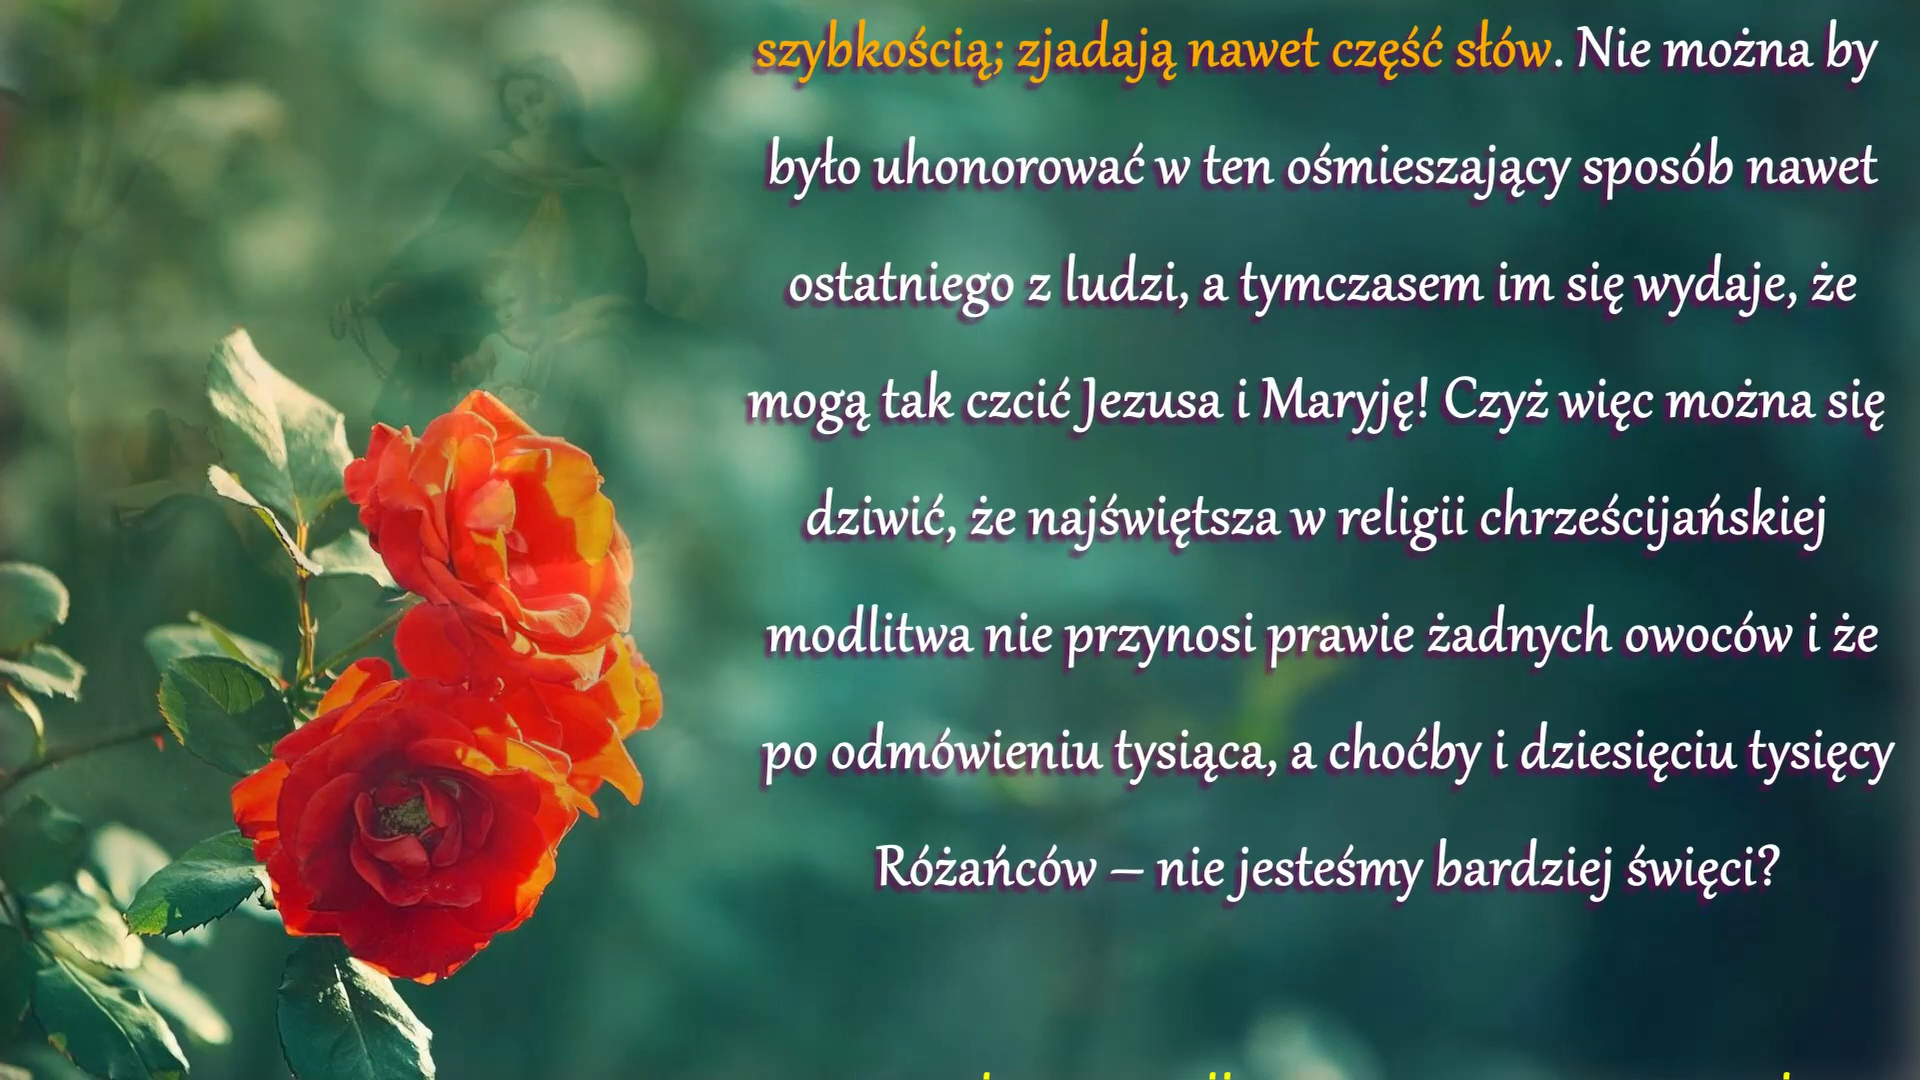 szybkością; zjadają nawet część słów. Nie można by
było uhonorować w ten ośmieszający sposób nawet
ostatniego z ludzi, a tymczasem im się wydaje, że
mogą tak czcić Jezusa i Maryję! Czyż więc można się
dziwić, że najświętsza w religii chrześcijańskiej
modlitwa nie przynosi prawie żadnych owoców i że
po odmówieniu tysiąca, a choćby i dziesięciu tysięcy
Różańców – nie jesteśmy bardziej święci?